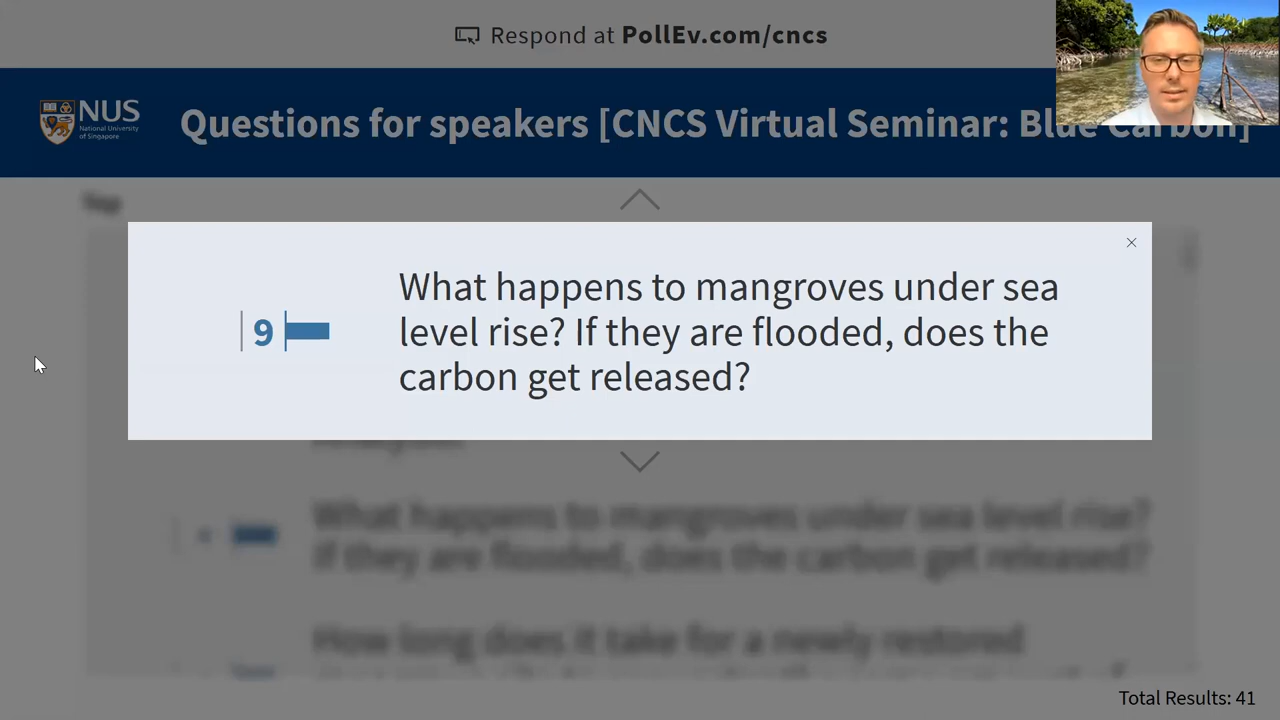 Respond at PollEv.com/cncs
NUS
National University
of Singapore
Questions for speakers [CNCS Virtual Seminar: Blue Carbon]
Top
9
What happens to mangroves under sea
level rise? If they are flooded, does the
carbon get released?
What happens to mangroves under sea level rise?
If they are flooded, does the carbon get released?
How long does it take for a newly restored
Total Results: 41